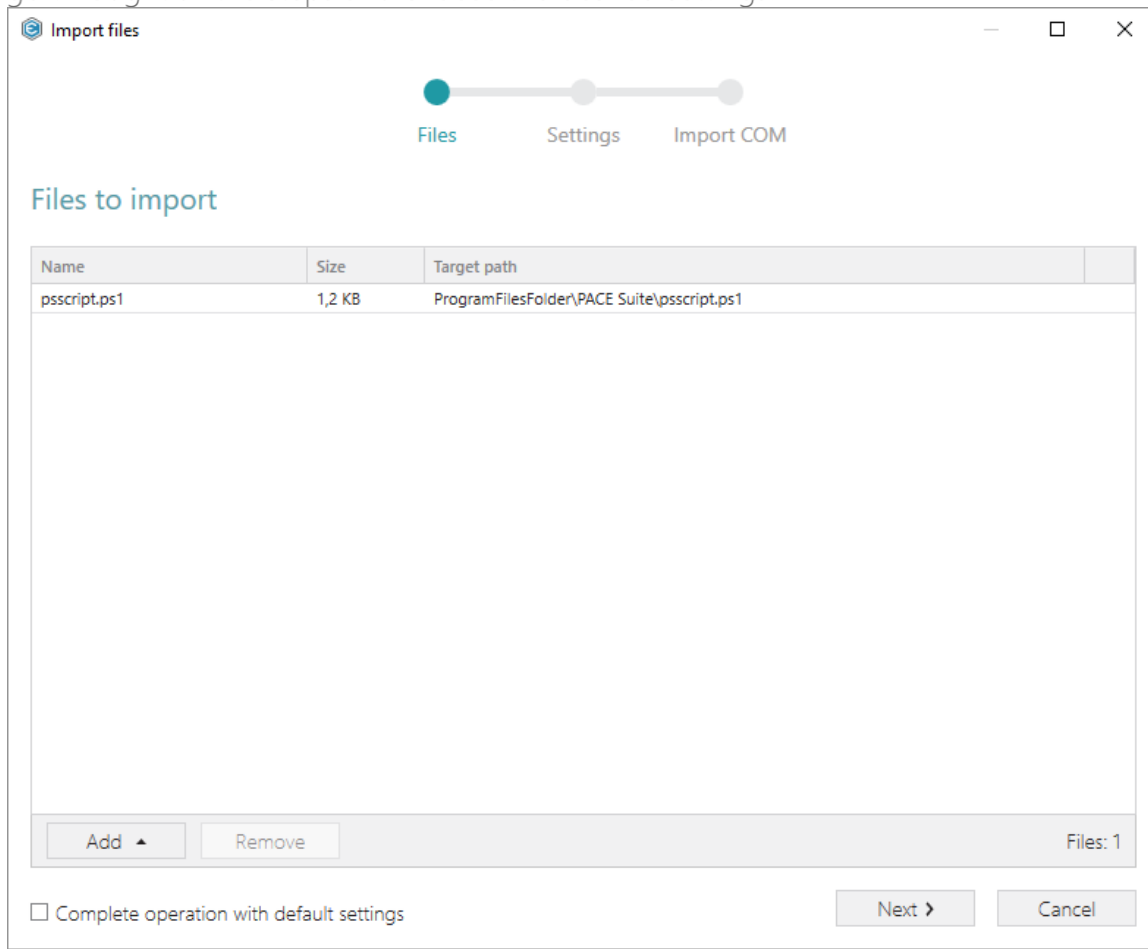 Import files
Files Settings Import COM
Files to import
Name Size Target path
psscript.ps1 1,2 KB ProgramFilesFolder\PACE Suite\psscript.ps1
Add Remove Files: 1
Complete operation with default settings Next Cancel